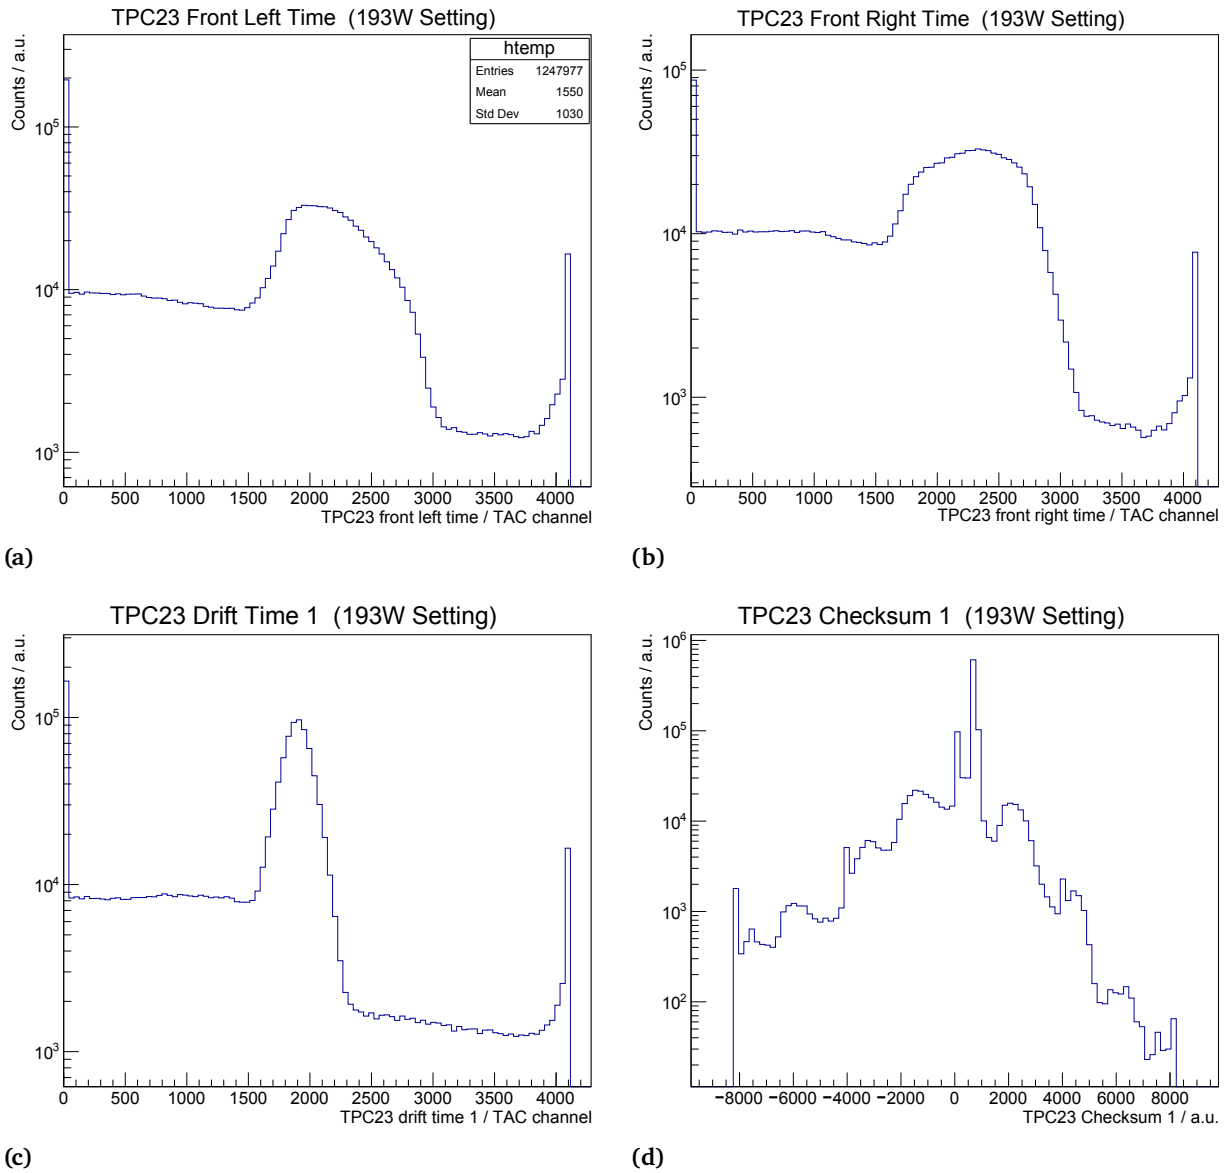 TPC23 Front Left Time (193W Setting)
Counts / a.u.
htemp
Entries 1247977
Mean 1550
Std Dev 1030
10^5
10^4
10^3
0 500 1000 1500 2000 2500 3000 3500 4000
TPC23 front left time / TAC channel
(a)
TPC23 Front Right Time (193W Setting)
Counts / a.u.
10^5
10^4
10^3
0 500 1000 1500 2000 2500 3000 3500 4000
TPC23 front right time / TAC channel
(b)
TPC23 Drift Time 1 (193W Setting)
Counts / a.u.
10^5
10^4
10^3
0 500 1000 1500 2000 2500 3000 3500 4000
TPC23 drift time 1 / TAC channel
(c)
TPC23 Checksum 1 (193W Setting)
Counts / a.u.
10^6
10^5
10^4
10^3
10^2
−8000 −6000 −4000 −2000 0 2000 4000 6000 8000
TPC23 Checksum 1 / a.u.
(d)